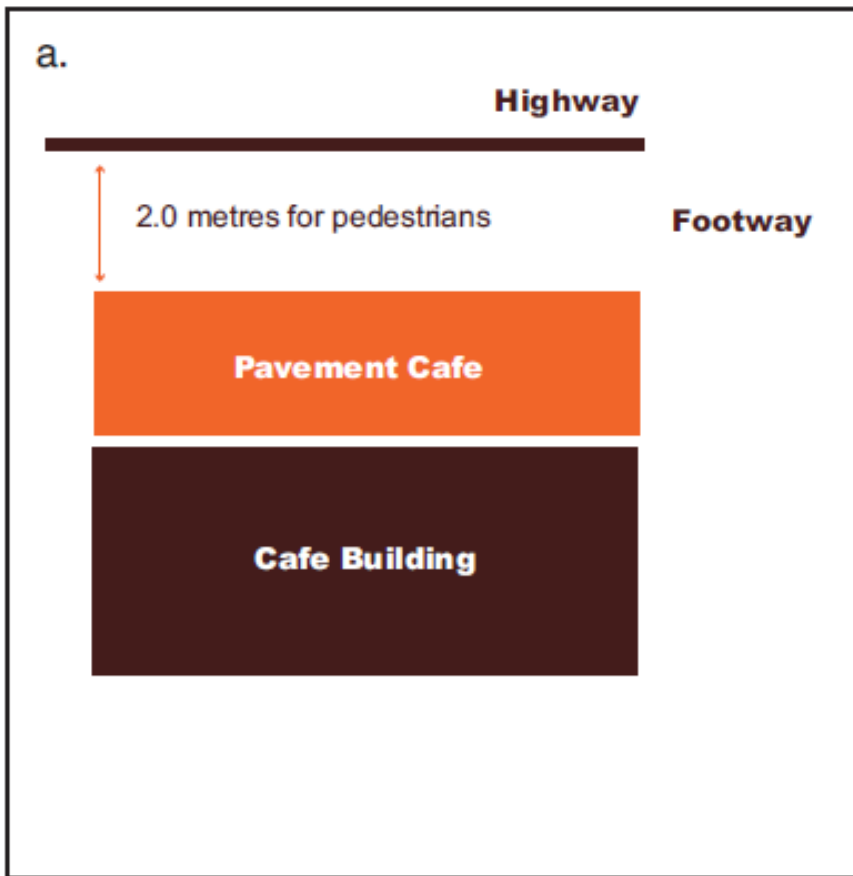 a.
Highway
2.0 metres for pedestrians
Footway
Pavement Cafe
Cafe Building